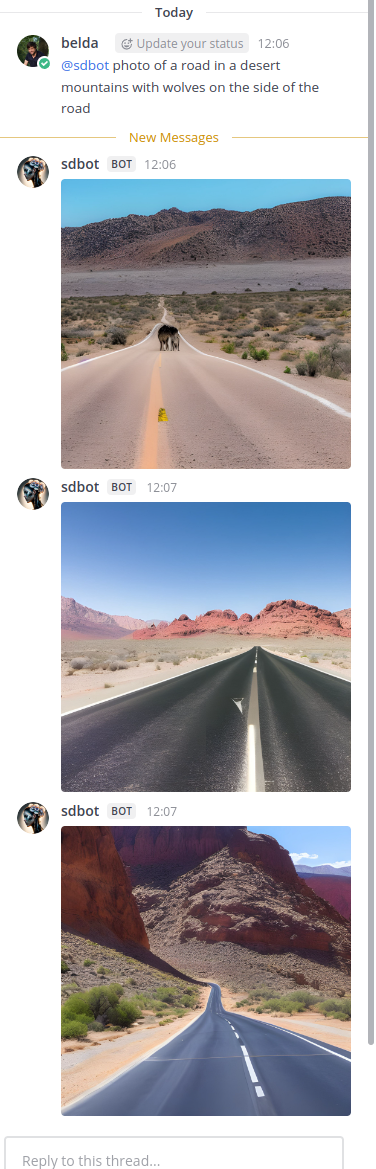 Today
belda Update your status 12:06
@sdbot photo of a road in a desert
mountains with wolves on the side of the
road
New Messages
sdbot BOT 12:06
sdbot BOT 12:07
sdbot BOT 12:07
Reply to this thread...